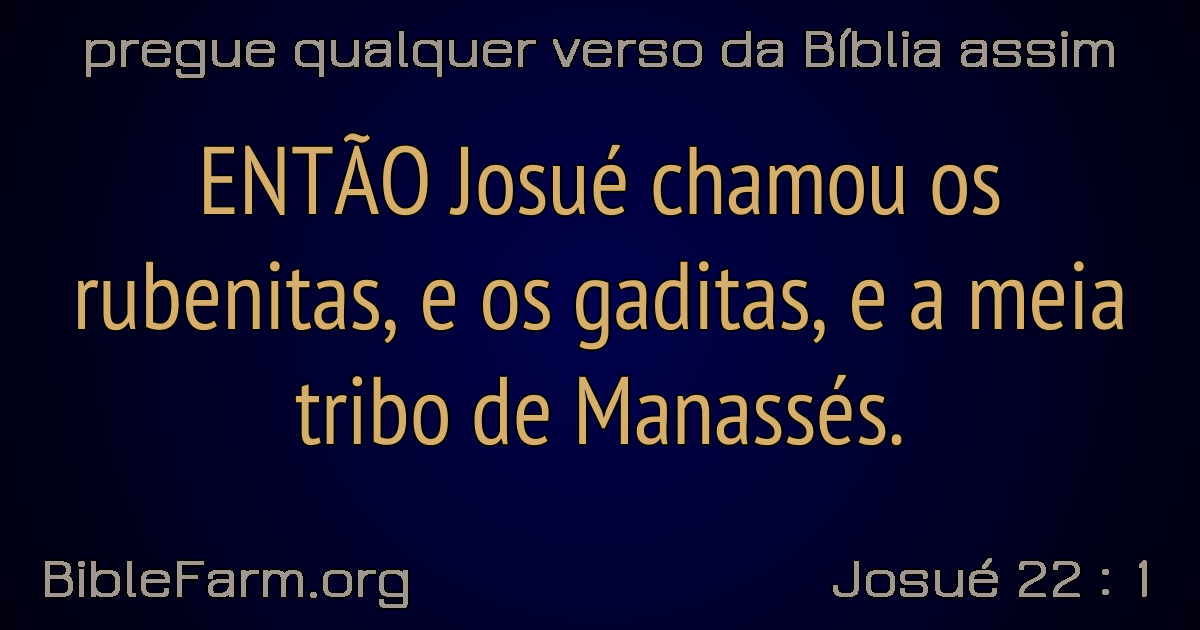 pregue qualquer verso da Bíblia assim
ENTÃO Josué chamou os
rubenitas, e os gaditas, e a meia
tribo de Manassés.
BibleFarm.org
Josué 22 : 1